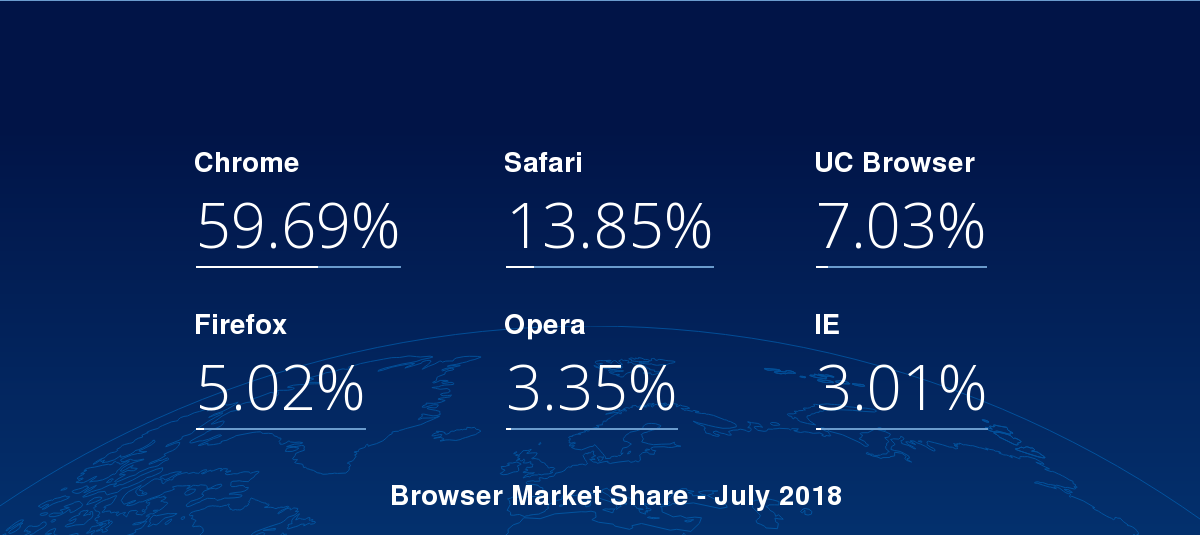 Chrome
Safari
UC Browser
59.69%
13.85%
7.03%
Firefox
Opera
IE
5.02%
3.35%
3.01%
Browser Market Share - July 2018